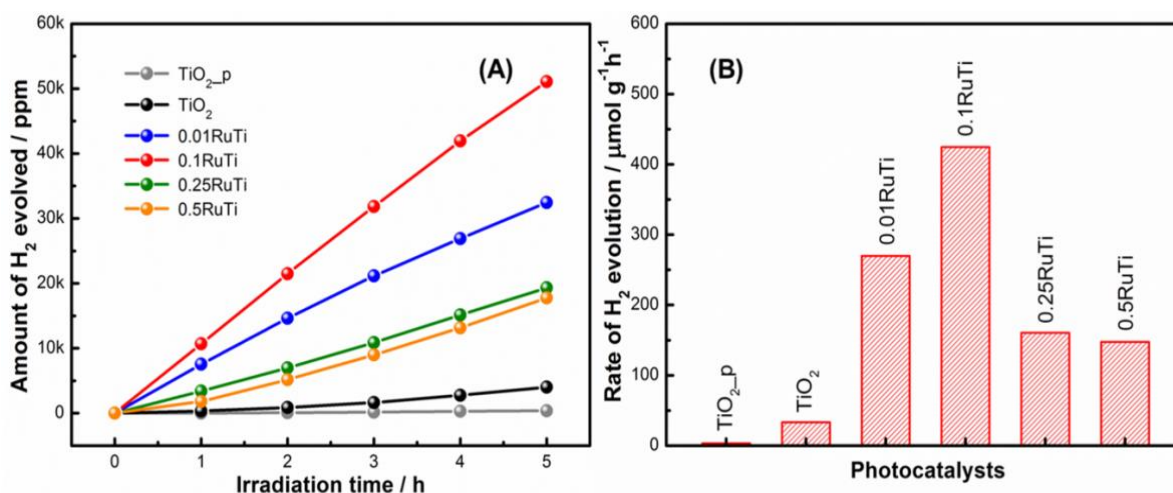 (A)
Amount of H₂ evolved / ppm
60k
50k
40k
30k
20k
10k
0
TiO₂_p
TiO₂
0.01RuTi
0.1RuTi
0.25RuTi
0.5RuTi
0 1 2 3 4 5
Irradiation time / h
(B)
Rate of H₂ evolution / μmol g⁻¹h⁻¹
600
500
400
300
200
100
0
TiO₂_p
TiO₂
0.01RuTi
0.1RuTi
0.25RuTi
0.5RuTi
Photocatalysts